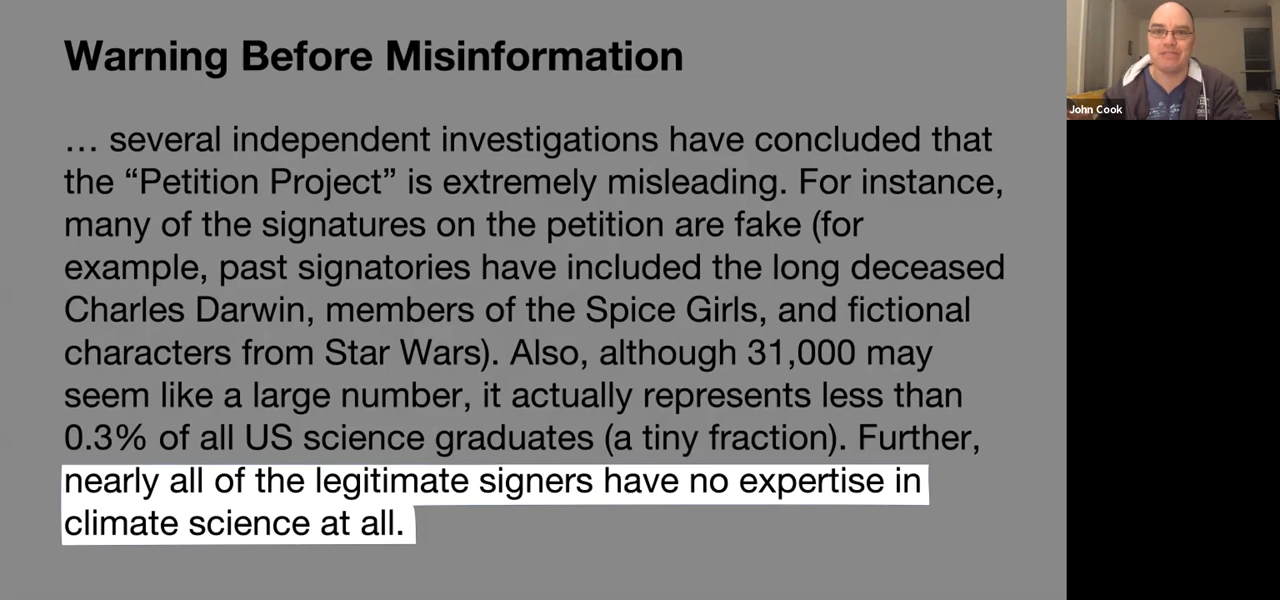 Warning Before Misinformation
… several independent investigations have concluded that
the “Petition Project” is extremely misleading. For instance,
many of the signatures on the petition are fake (for
example, past signatories have included the long deceased
Charles Darwin, members of the Spice Girls, and fictional
characters from Star Wars). Also, although 31,000 may
seem like a large number, it actually represents less than
0.3% of all US science graduates (a tiny fraction). Further,
nearly all of the legitimate signers have no expertise in
climate science at all.
John Cook